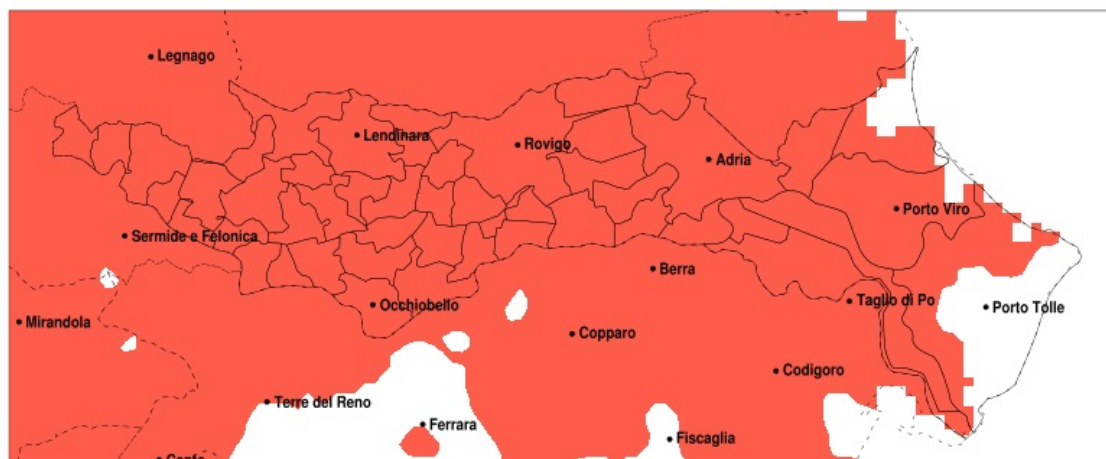 Legnago
Lendinara
Rovigo
Adria
Porto Viro
Sermide e Felonica
Berra
Occhiobello
Taglio di Po
Porto Tolle
Mirandola
Copparo
Codigoro
Terre del Reno
Ferrara
Fiscaglia